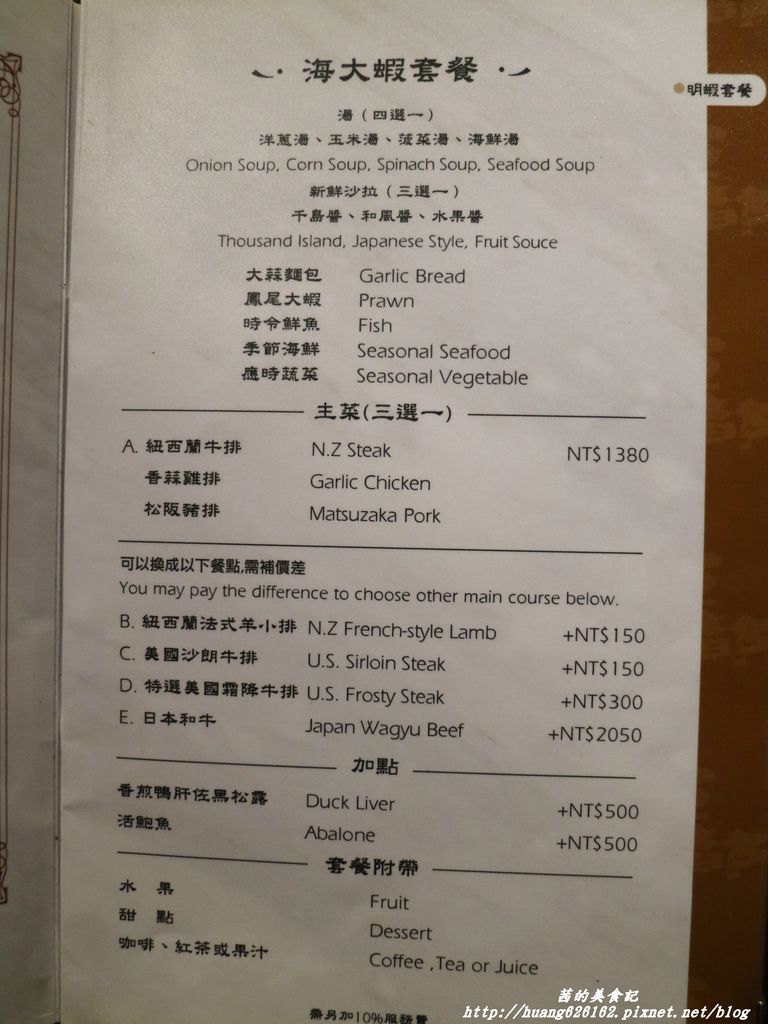 海大蝦套餐
明蝦套餐
湯（四選一）
洋蔥湯、玉米湯、菠菜湯、海鮮湯
Onion Soup, Corn Soup, Spinach Soup, Seafood Soup
新鮮沙拉（三選一）
千島醬、和風醬、水果醬
Thousand Island, Japanese Style, Fruit Souce
大蒜麵包 Garlic Bread
鳳尾大蝦 Prawn
時令鮮魚 Fish
季節海鮮 Seasonal Seafood
應時蔬菜 Seasonal Vegetable
主菜(三選一)
A. 紐西蘭牛排 N.Z Steak NT$1380
香蒜雞排 Garlic Chicken
松阪豬排 Matsuzaka Pork
可以換成以下餐點,需補價差
You may pay the difference to choose other main course below.
B. 紐西蘭法式羊小排 N.Z French-style Lamb +NT$150
C. 美國沙朗牛排 U.S. Sirloin Steak +NT$150
D. 特選美國霜降牛排 U.S. Frosty Steak +NT$300
E. 日本和牛 Japan Wagyu Beef +NT$2050
加點
香煎鴨肝佐黑松露 Duck Liver +NT$500
活鮑魚 Abalone +NT$500
套餐附帶
水 果 Fruit
甜 點 Dessert
咖啡、紅茶或果汁 Coffee ,Tea or Juice
需另加10%服務費
茜的美食記
http://huang626162.pixnet.net/blog